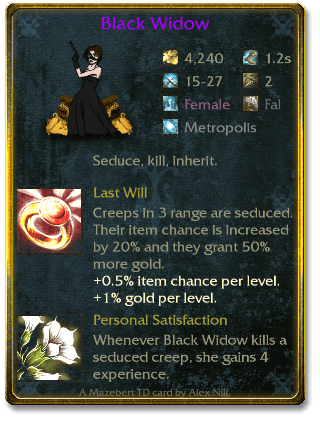 Black Widow
4,240 1.2s
15-27 2
Female Fal
Metropolis
Seduce, kill, inherit.
Last Will
Creeps in 3 range are seduced.
Their item chance is increased
by 20% and they grant 50%
more gold.
+0.5% item chance per level.
+1% gold per level.
Personal Satisfaction
Whenever Black Widow kills a
seduced creep, she gains 4
experience.
A Mazebert TD card by Alex Nill.